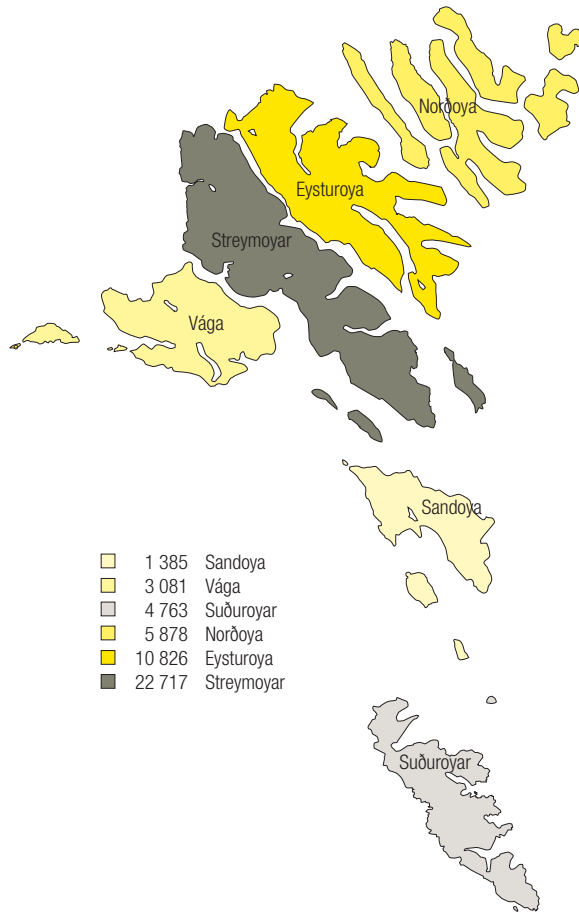 Norðoya
Eysturoya
Streymoyar
Vága
Sandoya
1 385 Sandoya
3 081 Vága
4 763 Suðuroyar
5 878 Norðoya
10 826 Eysturoya
22 717 Streymoyar
Suðuroyar